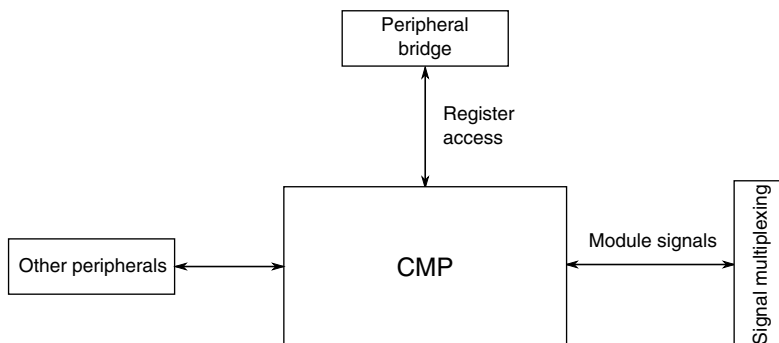 Peripheral
bridge
Register
access
Other peripherals
CMP
Module signals
Signal multiplexing